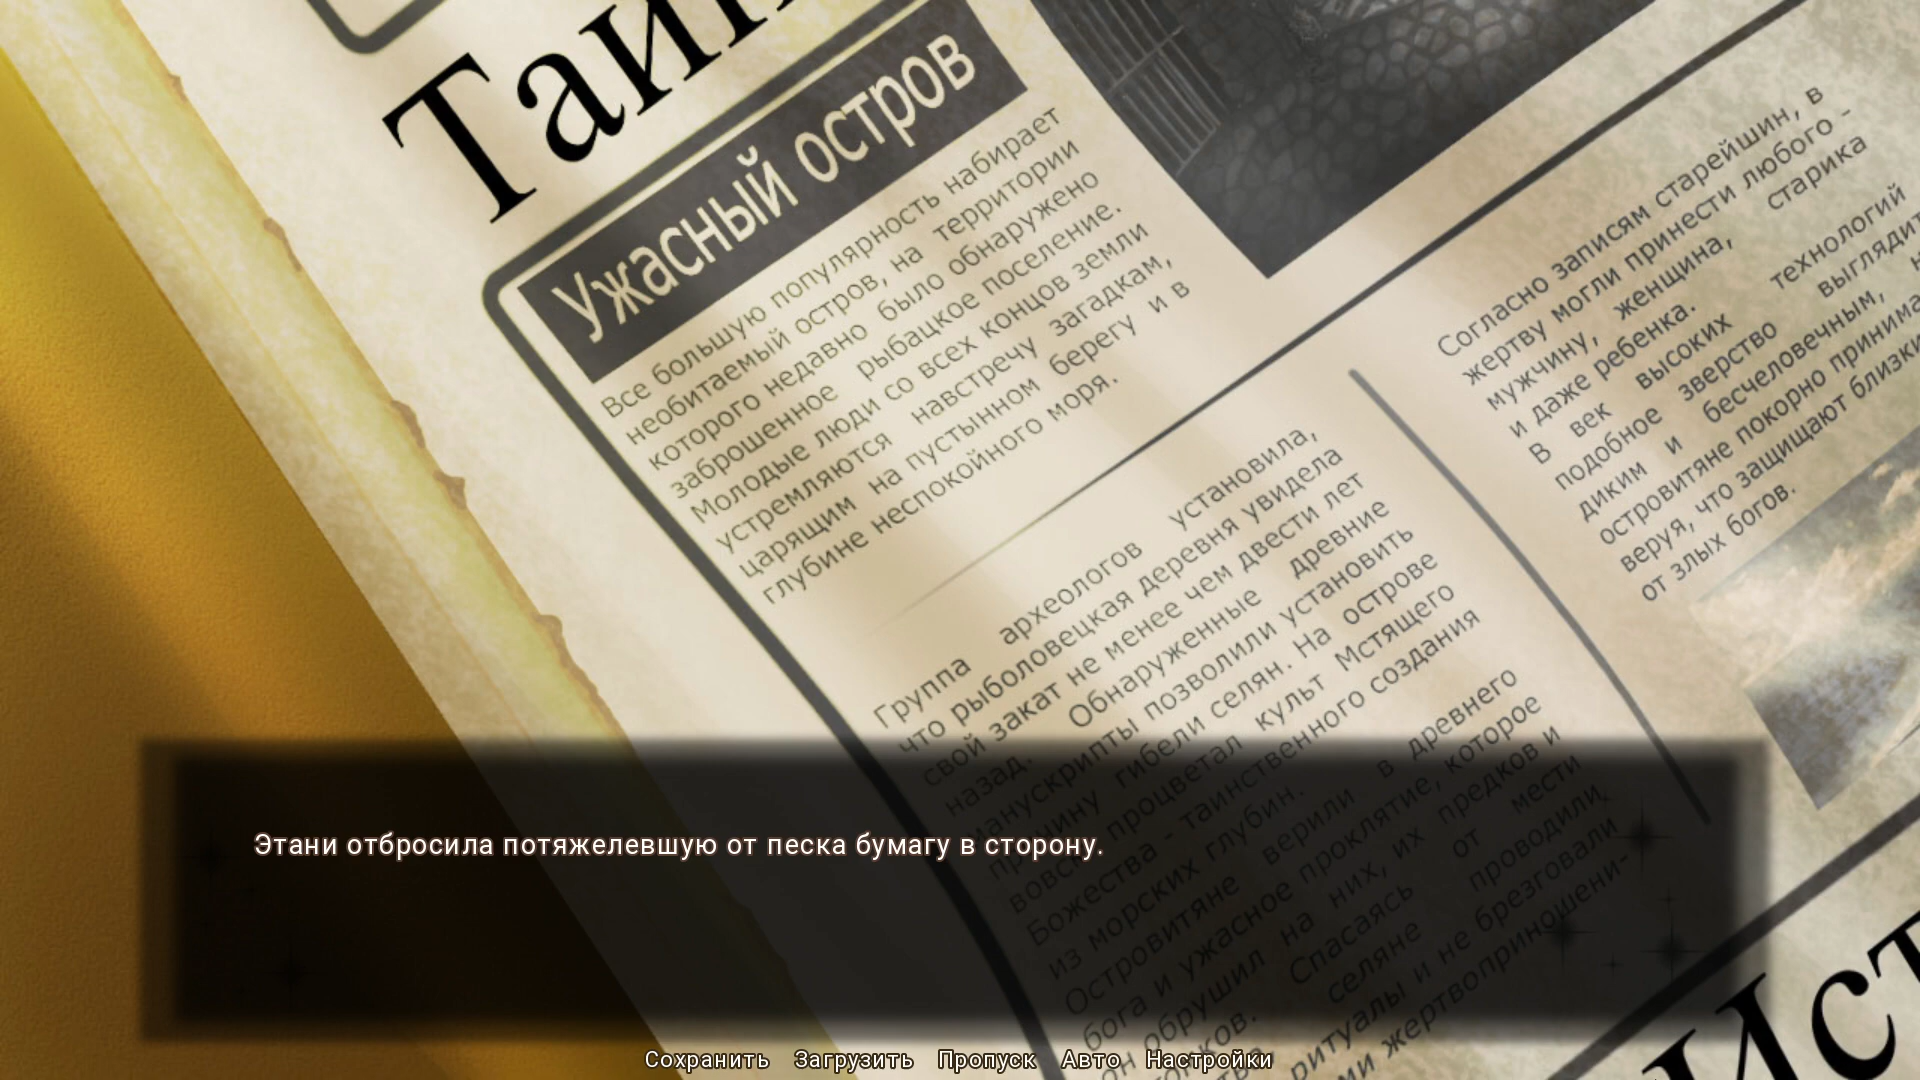 Ужасный остров
Все большую популярность набирает
необитаемый остров, на территории
которого недавно было обнаружено
заброшенное рыбацкое поселение.
Молодые люди со всех концов земли
устремляются навстречу загадкам,
царящим на пустынном берегу и в
глубине неспокойного моря.
Группа археологов установила,
что рыболовецкая деревня увидела
свой закат не менее чем двести лет
назад. Обнаруженные древние
манускрипты позволили установить
причину гибели селян. На острове
вовсю процветал культ Мстящего
Божества - таинственного создания
из морских глубин.
Островитяне верили в древнего
бога и ужасное проклятие, которое
он обрушил на них, их предков и
Спасаясь от мести
селяне проводили
ритуалы и не брезговали
жертвоприношени-
Согласно записям старейшин, в
жертву могли принести любого -
мужчину, женщину, старика
и даже ребенка.
В век высоких технологий
подобное зверство выглядит
диким и бесчеловечным,
островитяне покорно
веруя, что защищают
от злых богов.
Этани отбросила потяжелевшую от песка бумагу в сторону.
Сохранить Загрузить Пропуск Авто Настройки